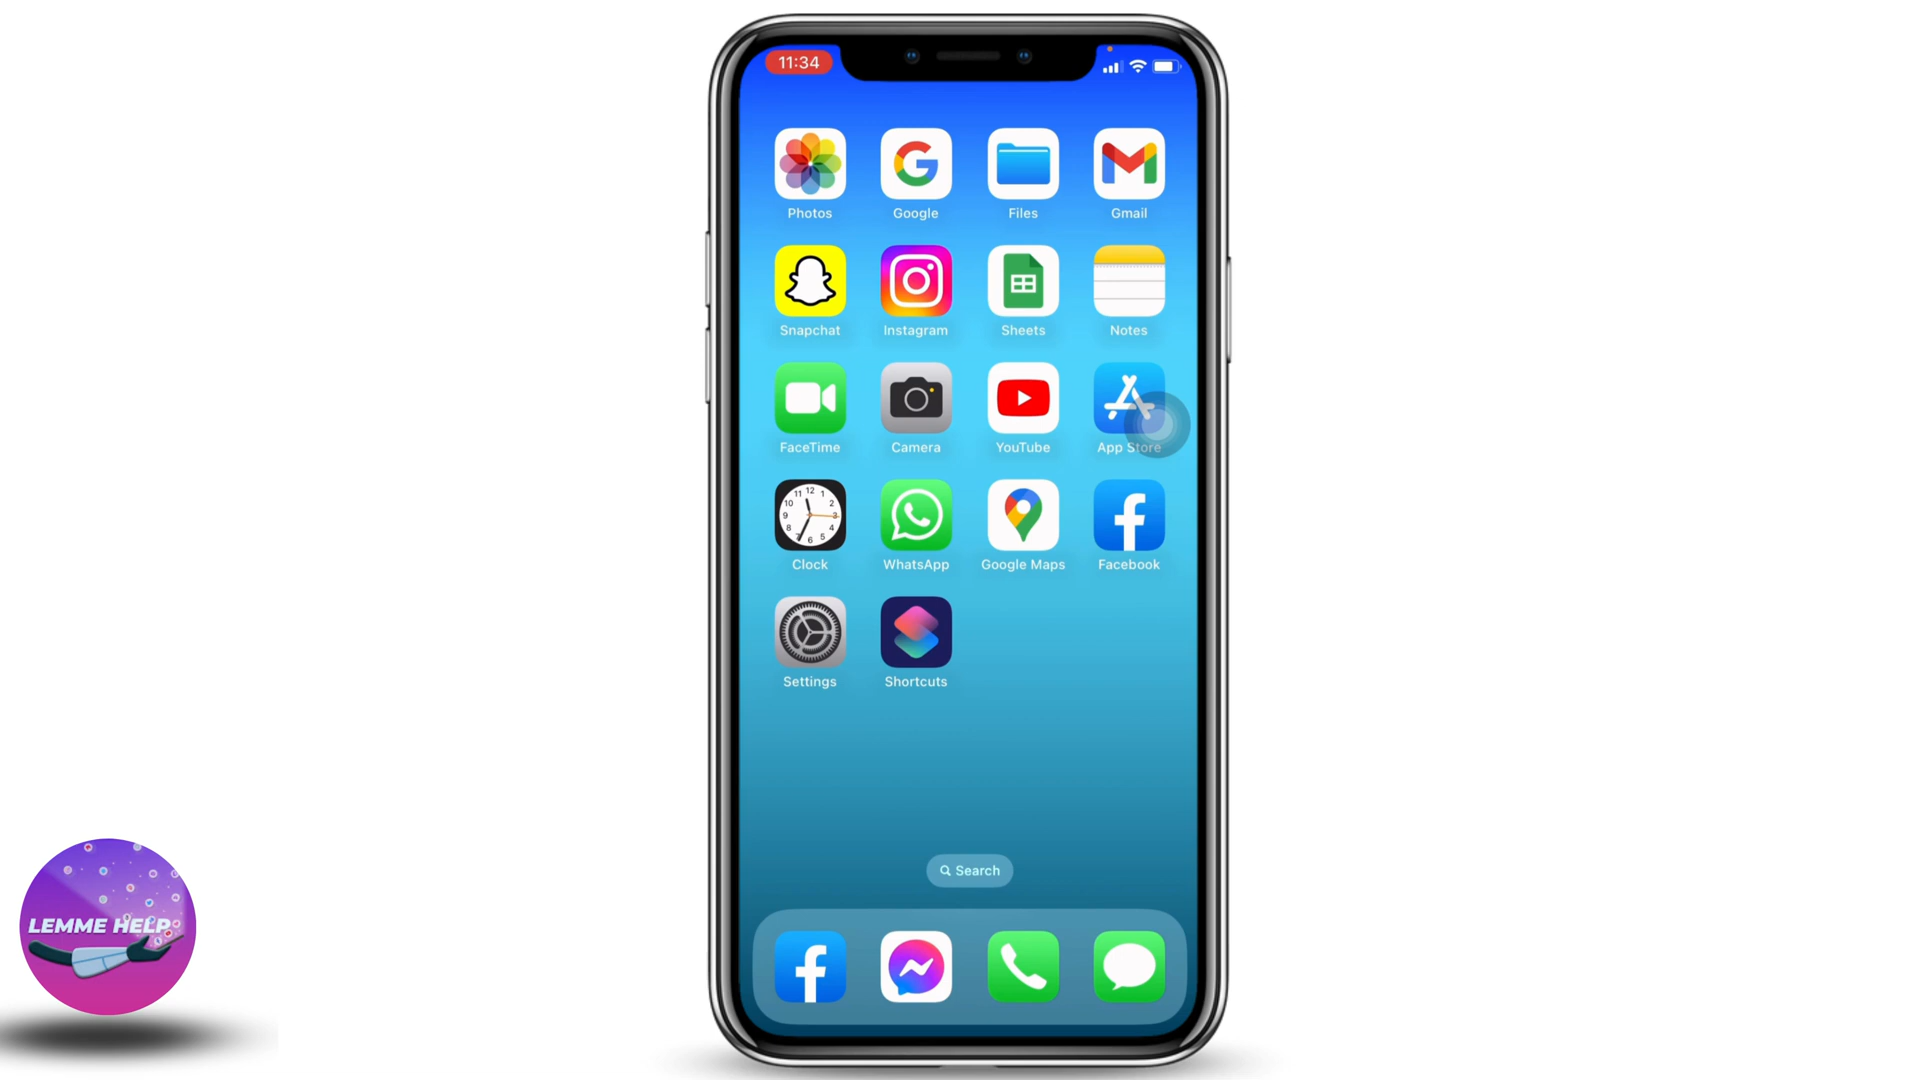 11:34
Photos
Google
Files
Gmail
Snapchat
Instagram
Sheets
Notes
FaceTime
Camera
YouTube
App Store
Clock
WhatsApp
Google Maps
Facebook
Settings
Shortcuts
Search
LEMME HELP